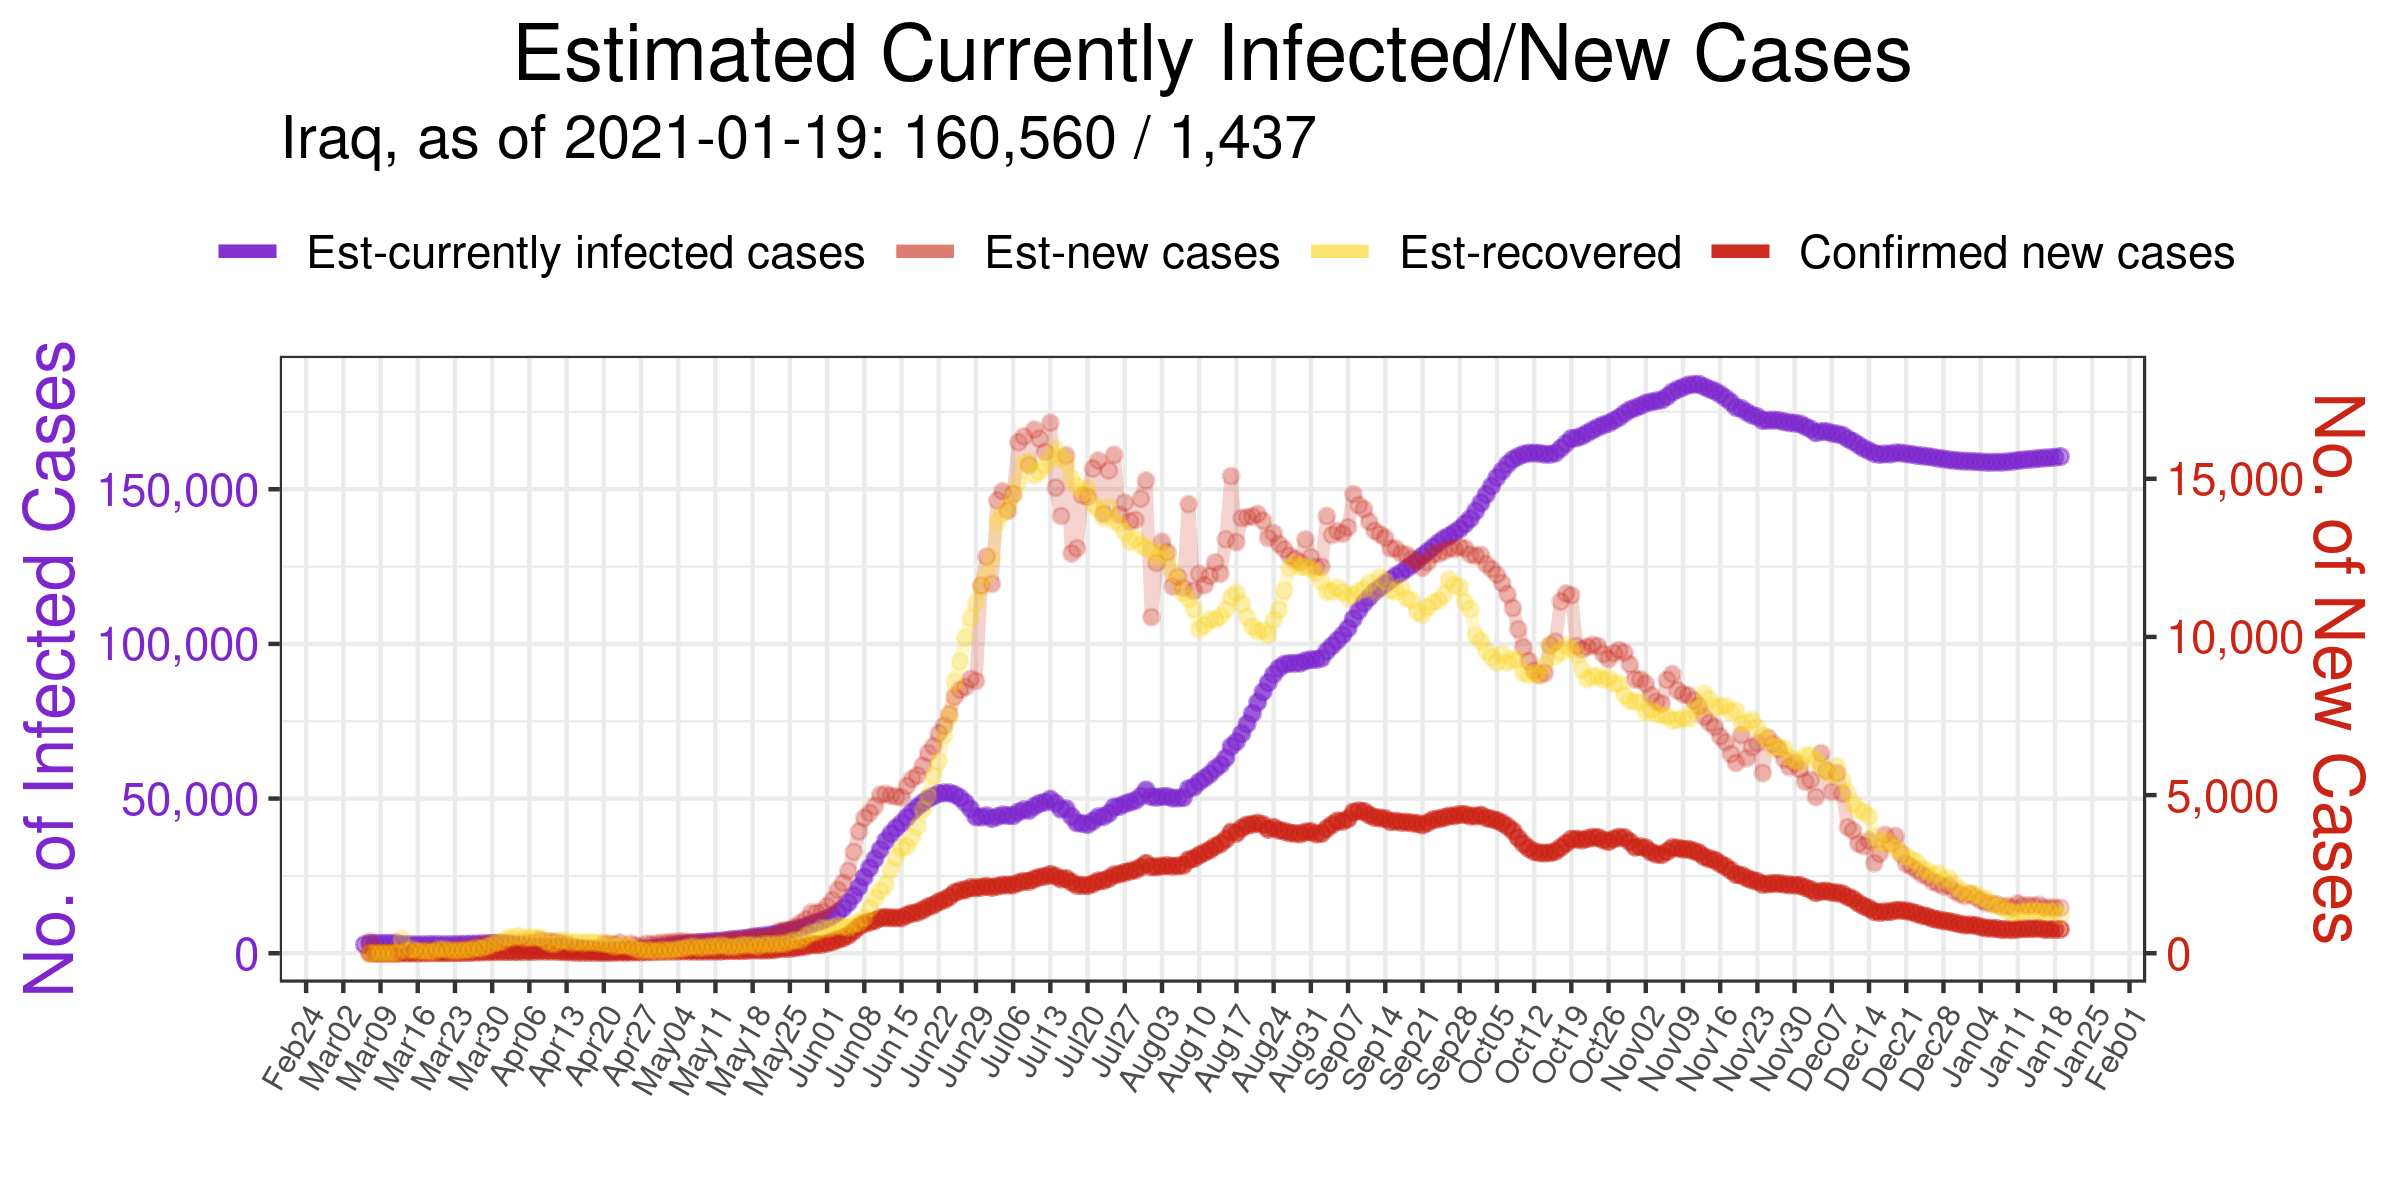 Estimated Currently Infected/New Cases
Iraq, as of 2021-01-19: 160,560 / 1,437
Est-currently infected cases Est-new cases Est-recovered Confirmed new cases
No. of Infected Cases
150,000
100,000
50,000
0
15,000
10,000
5,000
0
No. of New Cases
Feb24 Mar02 Mar09 Mar16 Mar23 Mar30 Apr06 Apr13 Apr20 Apr27 May04 May11 May18 May25 Jun01 Jun08 Jun15 Jun22 Jun29 Jul06 Jul13 Jul20 Jul27 Aug03 Aug10 Aug17 Aug24 Aug31 Sep07 Sep14 Sep21 Sep28 Oct05 Oct12 Oct19 Oct26 Nov02 Nov09 Nov16 Nov23 Nov30 Dec07 Dec14 Dec21 Dec28 Jan04 Jan11 Jan18 Jan25 Feb01